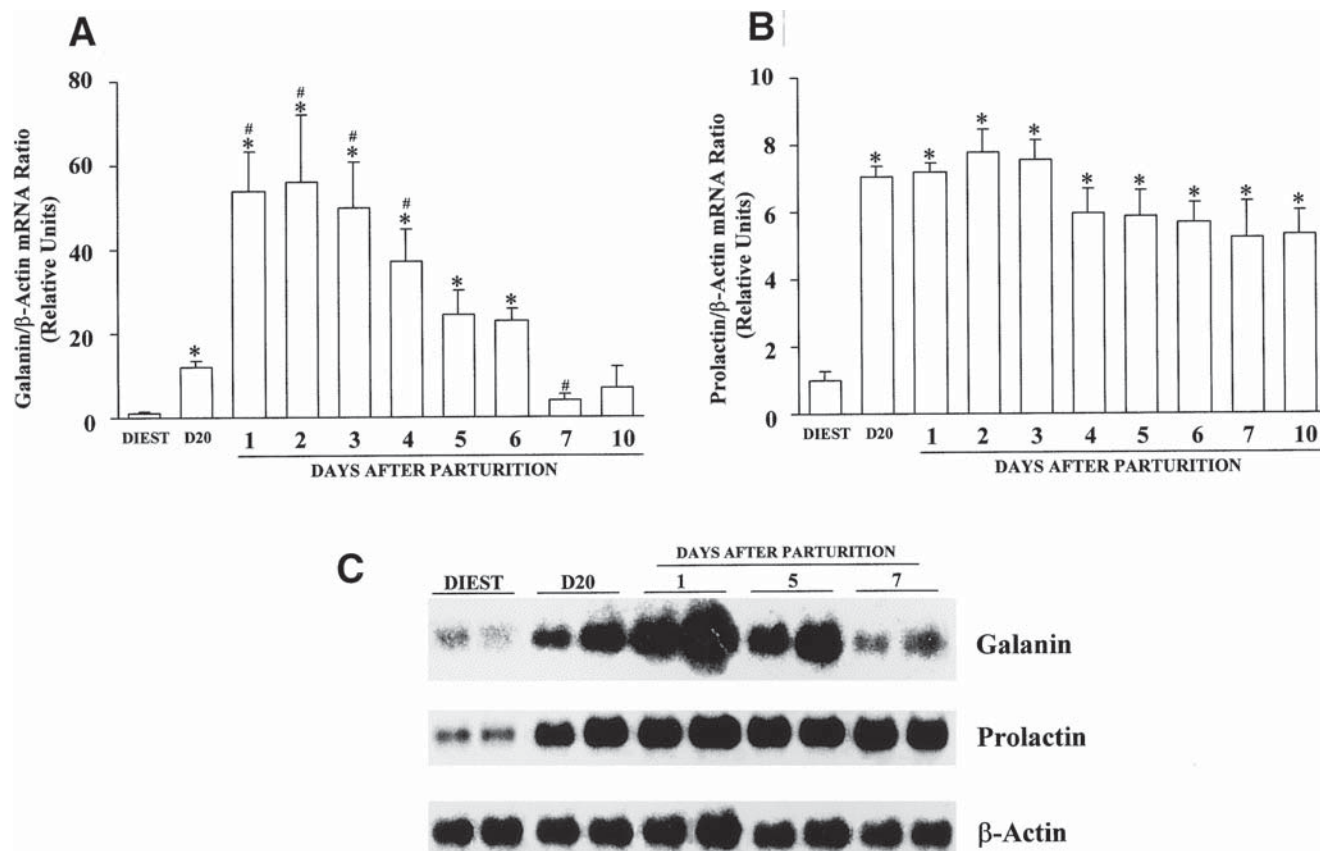 A
Galanin/β-Actin mRNA Ratio
(Relative Units)
80
60
40
20
0
#
*
#
*
#
*
#
*
*
*
*
#
DIEST D20 1 2 3 4 5 6 7 10
DAYS AFTER PARTURITION
B
Prolactin/β-Actin mRNA Ratio
(Relative Units)
10
8
6
4
2
0
* * * * * * * * *
DIEST D20 1 2 3 4 5 6 7 10
DAYS AFTER PARTURITION
C
DAYS AFTER PARTURITION
DIEST D20 1 5 7
Galanin
Prolactin
β-Actin